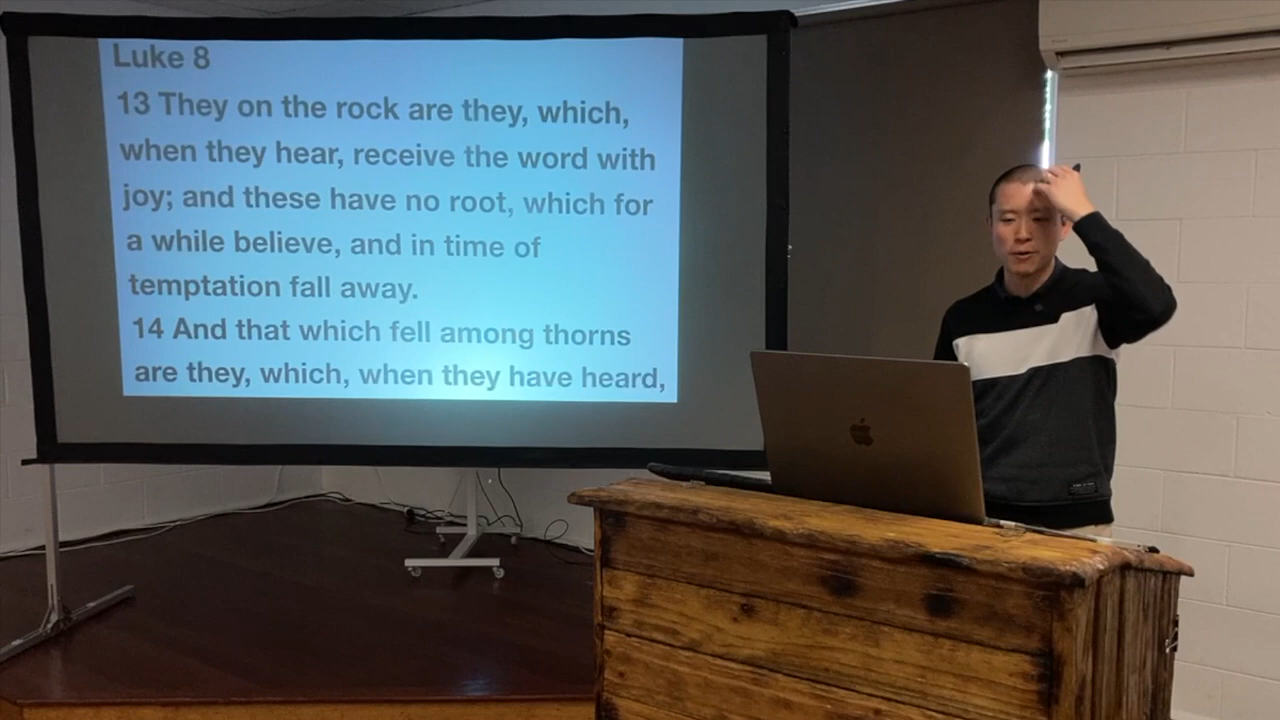 Luke 8
13 They on the rock are they, which,
when they hear, receive the word with
joy; and these have no root, which for
a while believe, and in time of
temptation fall away.
14 And that which fell among thorns
are they, which, when they have heard,